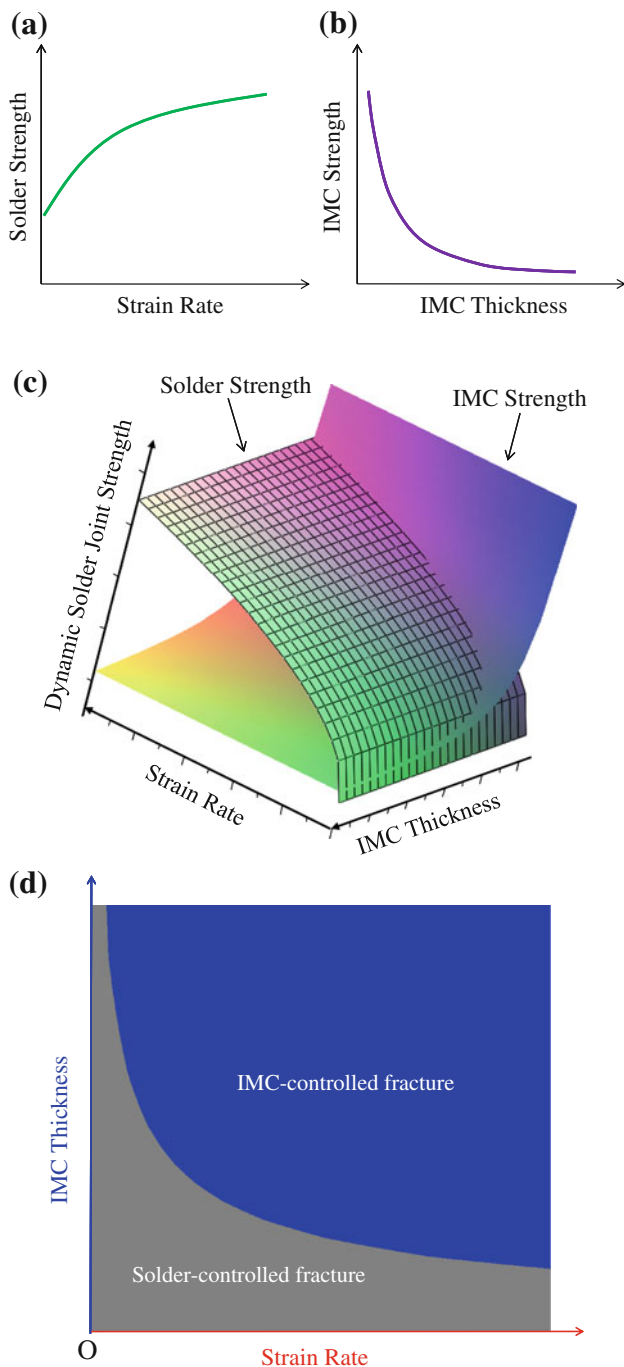 (a)
Solder Strength
Strain Rate
(b)
IMC Strength
IMC Thickness
(c)
Solder Strength
IMC Strength
Dynamic Solder Joint Strength
Strain Rate
IMC Thickness
(d)
IMC Thickness
IMC-controlled fracture
Solder-controlled fracture
O
Strain Rate